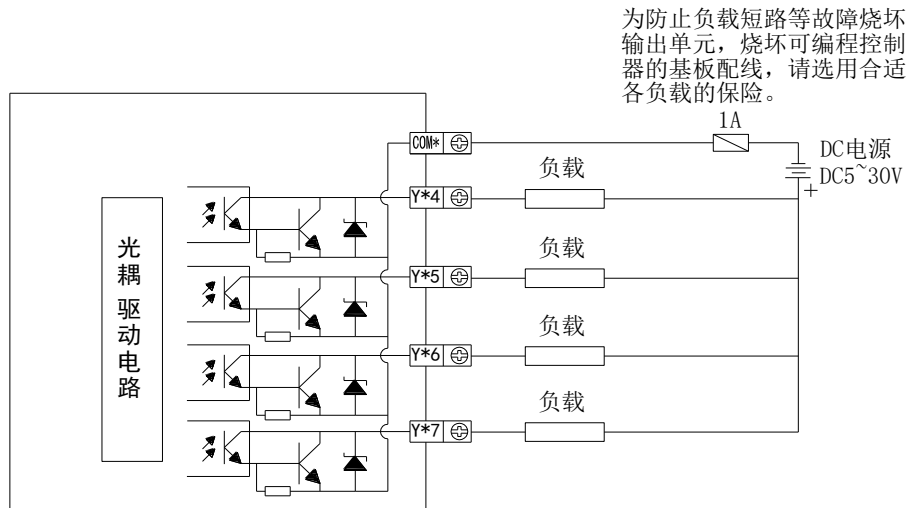 为防止负载短路等故障烧坏
输出单元，烧坏可编程控制
器的基板配线，请选用合适
各负载的保险。
1A
COM*
DC电源
DC5~30V
+
负载
Y*4
负载
Y*5
负载
Y*6
负载
Y*7
光耦驱动电路